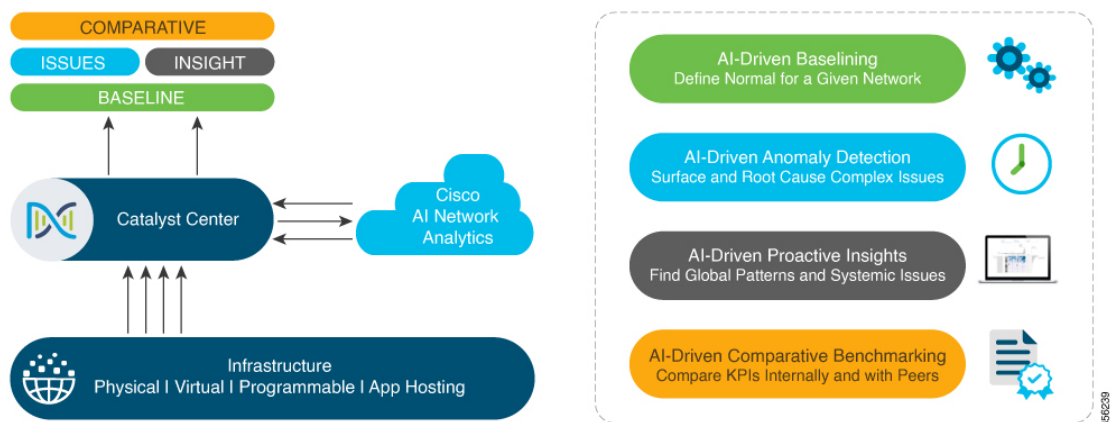 COMPARATIVE
ISSUES
INSIGHT
BASELINE
Catalyst Center
Cisco
AI Network
Analytics
Infrastructure
Physical | Virtual | Programmable | App Hosting
AI-Driven Baselining
Define Normal for a Given Network
AI-Driven Anomaly Detection
Surface and Root Cause Complex Issues
AI-Driven Proactive Insights
Find Global Patterns and Systemic Issues
AI-Driven Comparative Benchmarking
Compare KPIs Internally and with Peers